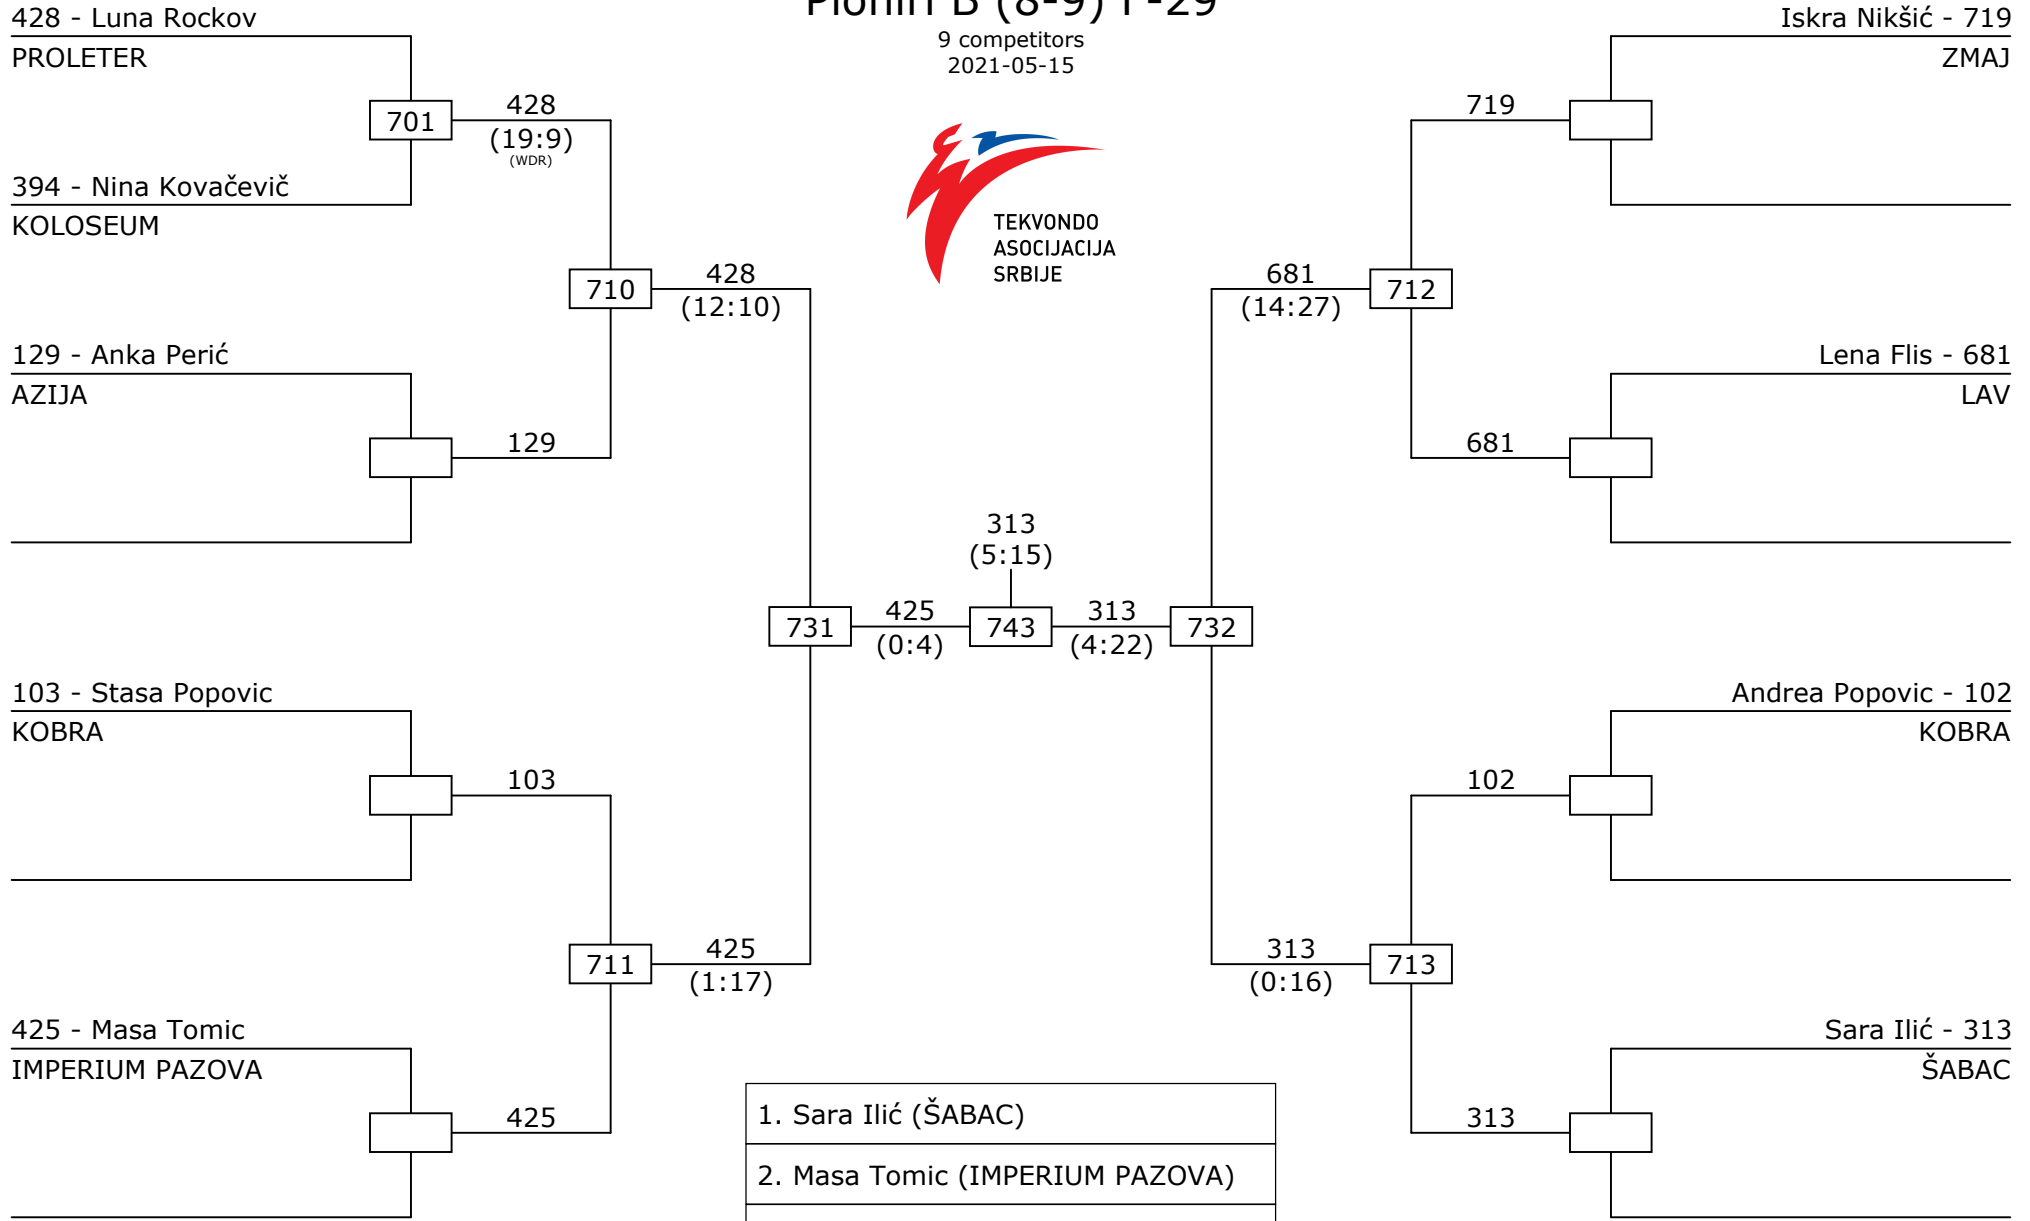 B (8-9) F-29
9 competitors
2021-05-15
TEKVONDO
ASOCIJACIJA
SRBIJE
428 - Luna Rockov
PROLETER
701
428
(19:9)
(WDR)
394 - Nina Kovačevič
KOLOSEUM
710
428
(12:10)
129 - Anka Perić
AZIJA
129
731
425
(0:4)
103 - Stasa Popovic
KOBRA
103
711
425
(1:17)
425 - Masa Tomic
IMPERIUM PAZOVA
425
313
(5:15)
743
313
(4:22)
732
Iskra Nikšić - 719
ZMAJ
719
681
(14:27)
712
Lena Flis - 681
LAV
681
Andrea Popovic - 102
KOBRA
102
313
(0:16)
713
Sara Ilić - 313
ŠABAC
313
1. Sara Ilić (ŠABAC)
2. Masa Tomic (IMPERIUM PAZOVA)